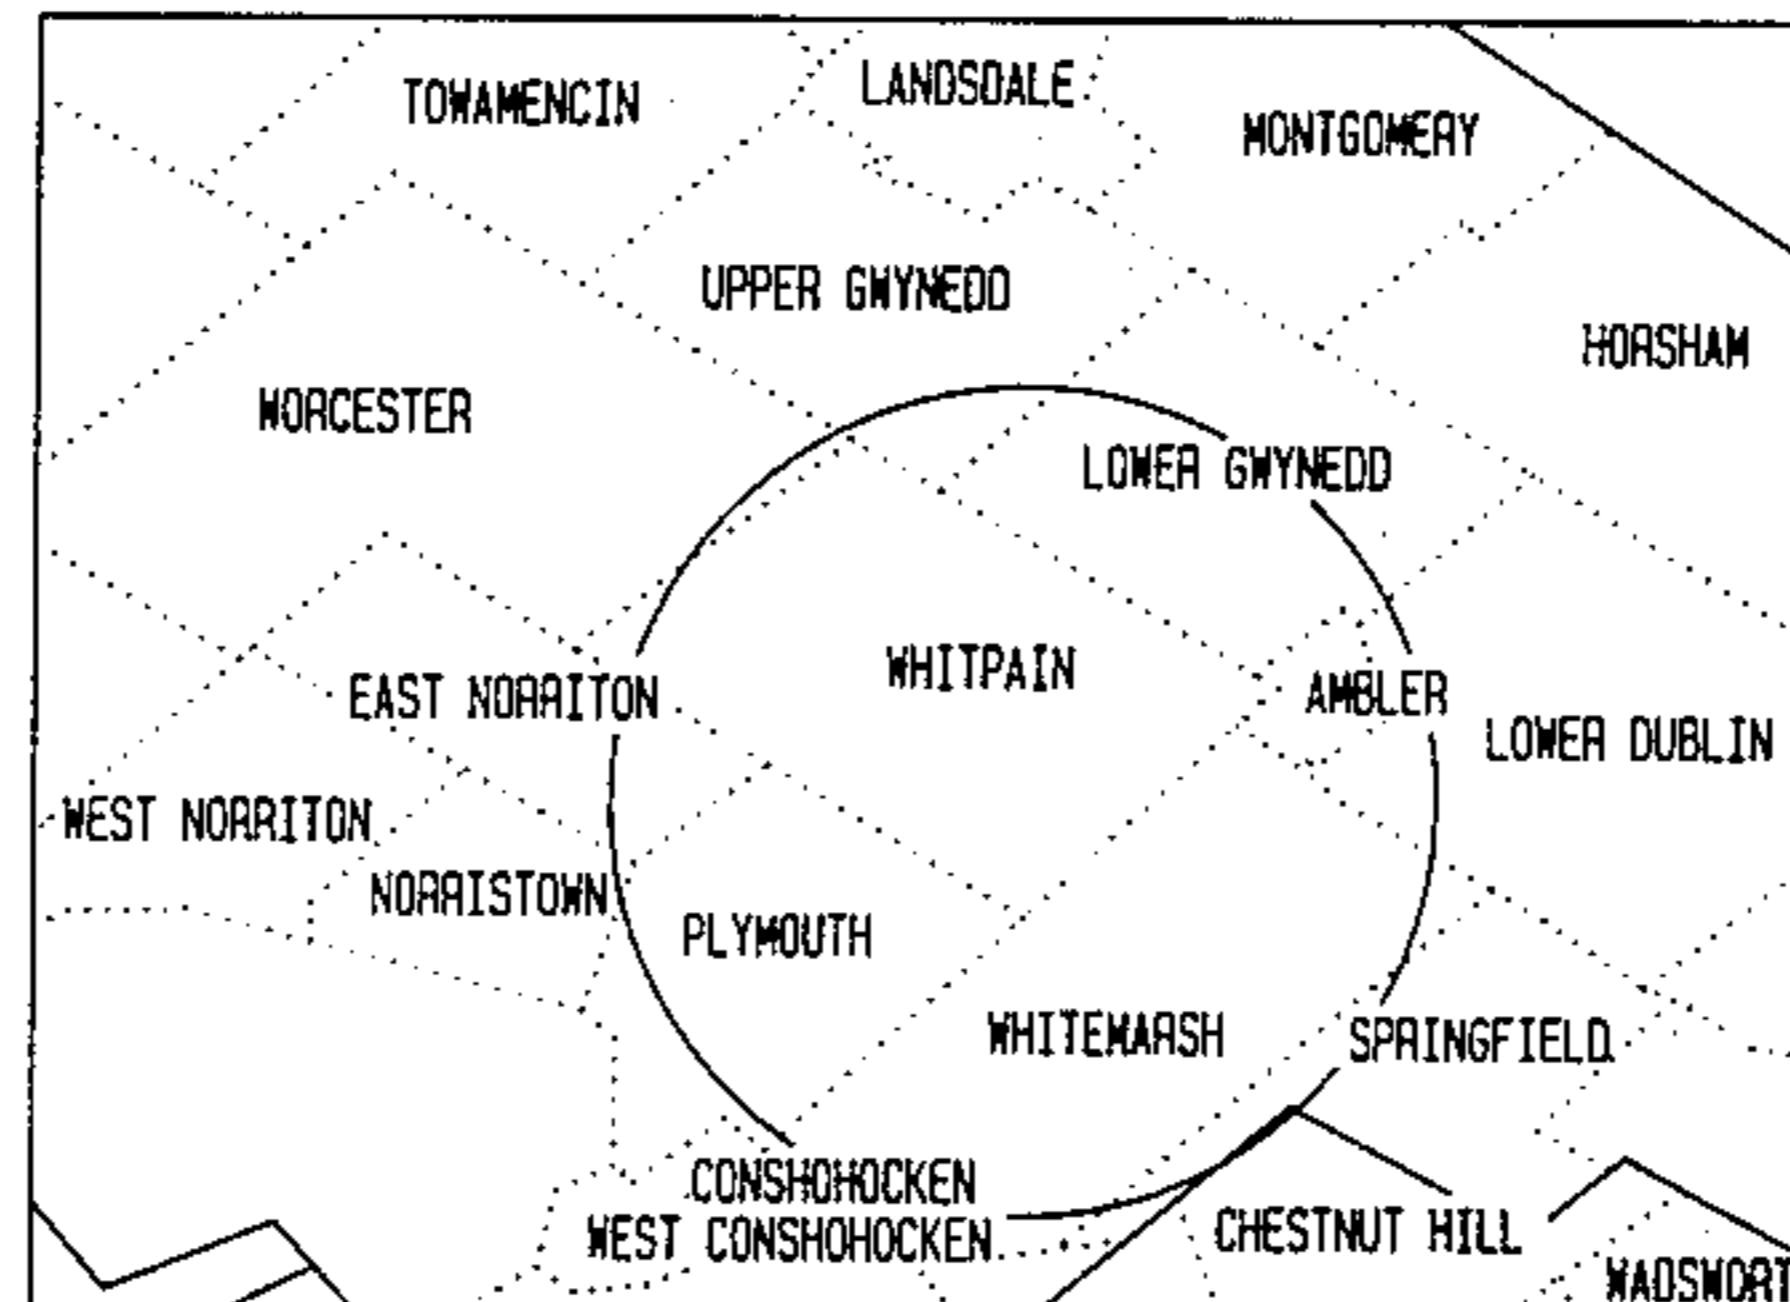 TOWAMENCIN
LANDSDALE
MONTGOMERY
UPPER GWYNEDD
HORSHAM
WORCESTER
LOWER GWYNEDD
WHITPAIN
EAST NORRITON
AMBLER
LOWER DUBLIN
WEST NORRITON
NORRISTOWN
PLYMOUTH
WHITEMARSH
SPRINGFIELD
CONSHOHOCKEN
WEST CONSHOHOCKEN
CHESTNUT HILL
WADSWORT